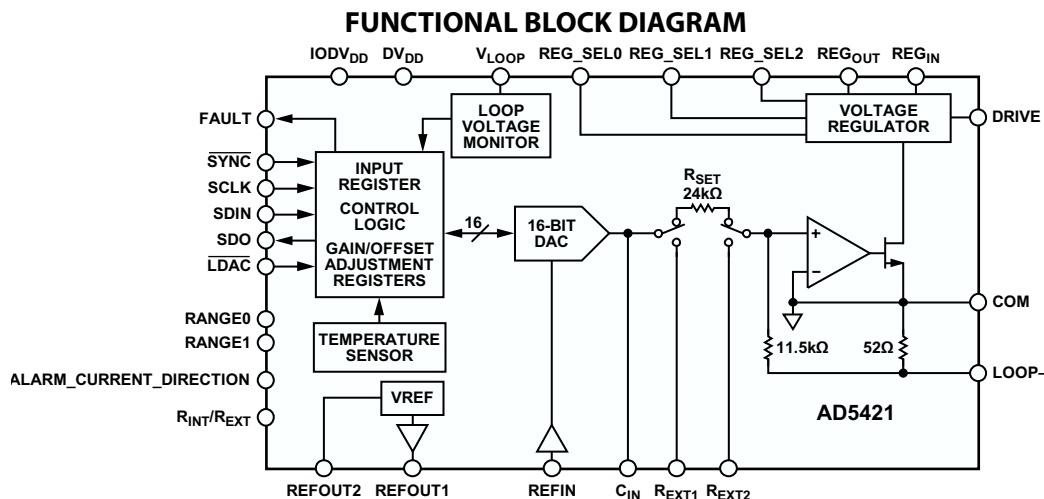 FUNCTIONAL BLOCK DIAGRAM
IODVDD
DVDD
VLOOP
REG_SEL0
REG_SEL1
REG_SEL2
REGOUT
REGIN
LOOP
VOLTAGE
MONITOR
VOLTAGE
REGULATOR
DRIVE
FAULT
SYNC
SCLK
SDIN
SDO
LDAC
INPUT
REGISTER
CONTROL
LOGIC
GAIN/OFFSET
ADJUSTMENT
REGISTERS
16
16-BIT
DAC
RSET
24kΩ
+
–
COM
11.5kΩ
52Ω
LOOP–
RANGE0
RANGE1
TEMPERATURE
SENSOR
ALARM_CURRENT_DIRECTION
RINT/REXT
VREF
AD5421
REFOUT2
REFOUT1
REFIN
CIN
REXT1
REXT2